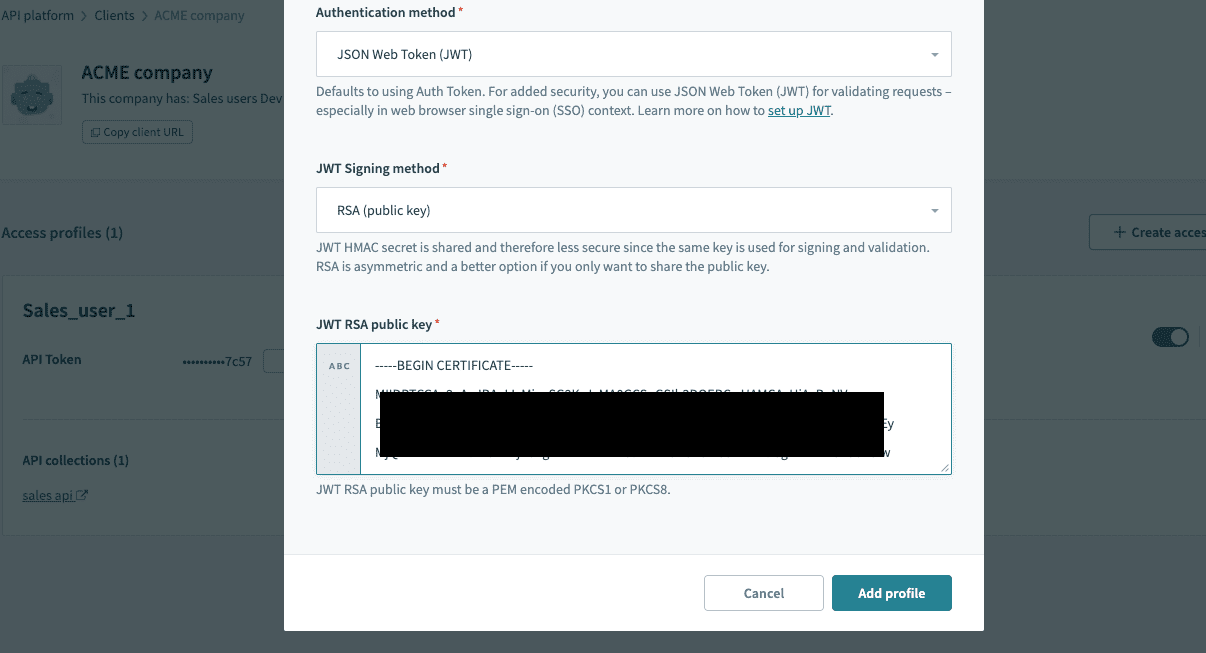 API platform > Clients > ACME company
ACME company
This company has: Sales users Dev
Copy client URL
Access profiles (1)
+ Create acces
Sales_user_1
API Token
••••••••••7c57
API collections (1)
sales api
Authentication method *
JSON Web Token (JWT)
Defaults to using Auth Token. For added security, you can use JSON Web Token (JWT) for validating requests –
especially in web browser single sign-on (SSO) context. Learn more on how to set up JWT.
JWT Signing method *
RSA (public key)
JWT HMAC secret is shared and therefore less secure since the same key is used for signing and validation.
RSA is asymmetric and a better option if you only want to share the public key.
JWT RSA public key *
ABC
-----BEGIN CERTIFICATE-----
JWT RSA public key must be a PEM encoded PKCS1 or PKCS8.
Cancel
Add profile